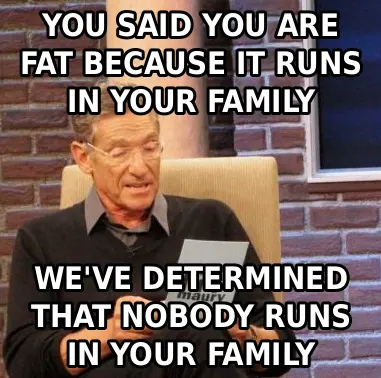 YOU SAID YOU ARE
FAT BECAUSE IT RUNS
IN YOUR FAMILY
maury
WE'VE DETERMINED
THAT NOBODY RUNS
IN YOUR FAMILY